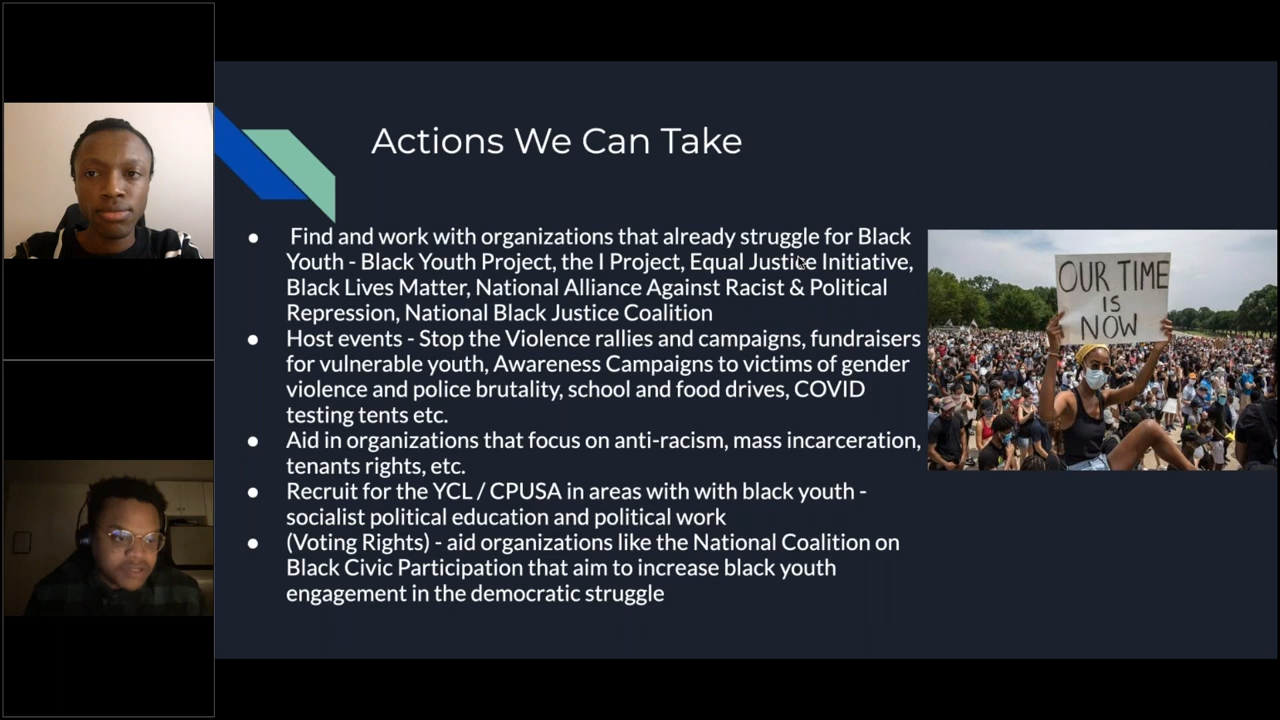 Actions We Can Take
● Find and work with organizations that already struggle for Black
Youth - Black Youth Project, the I Project, Equal Justice Initiative,
Black Lives Matter, National Alliance Against Racist & Political
Repression, National Black Justice Coalition
● Host events - Stop the Violence rallies and campaigns, fundraisers
for vulnerable youth, Awareness Campaigns to victims of gender
violence and police brutality, school and food drives, COVID
testing tents etc.
● Aid in organizations that focus on anti-racism, mass incarceration,
tenants rights, etc.
● Recruit for the YCL / CPUSA in areas with with black youth -
socialist political education and political work
● (Voting Rights) - aid organizations like the National Coalition on
Black Civic Participation that aim to increase black youth
engagement in the democratic struggle
OUR TIME
IS
NOW